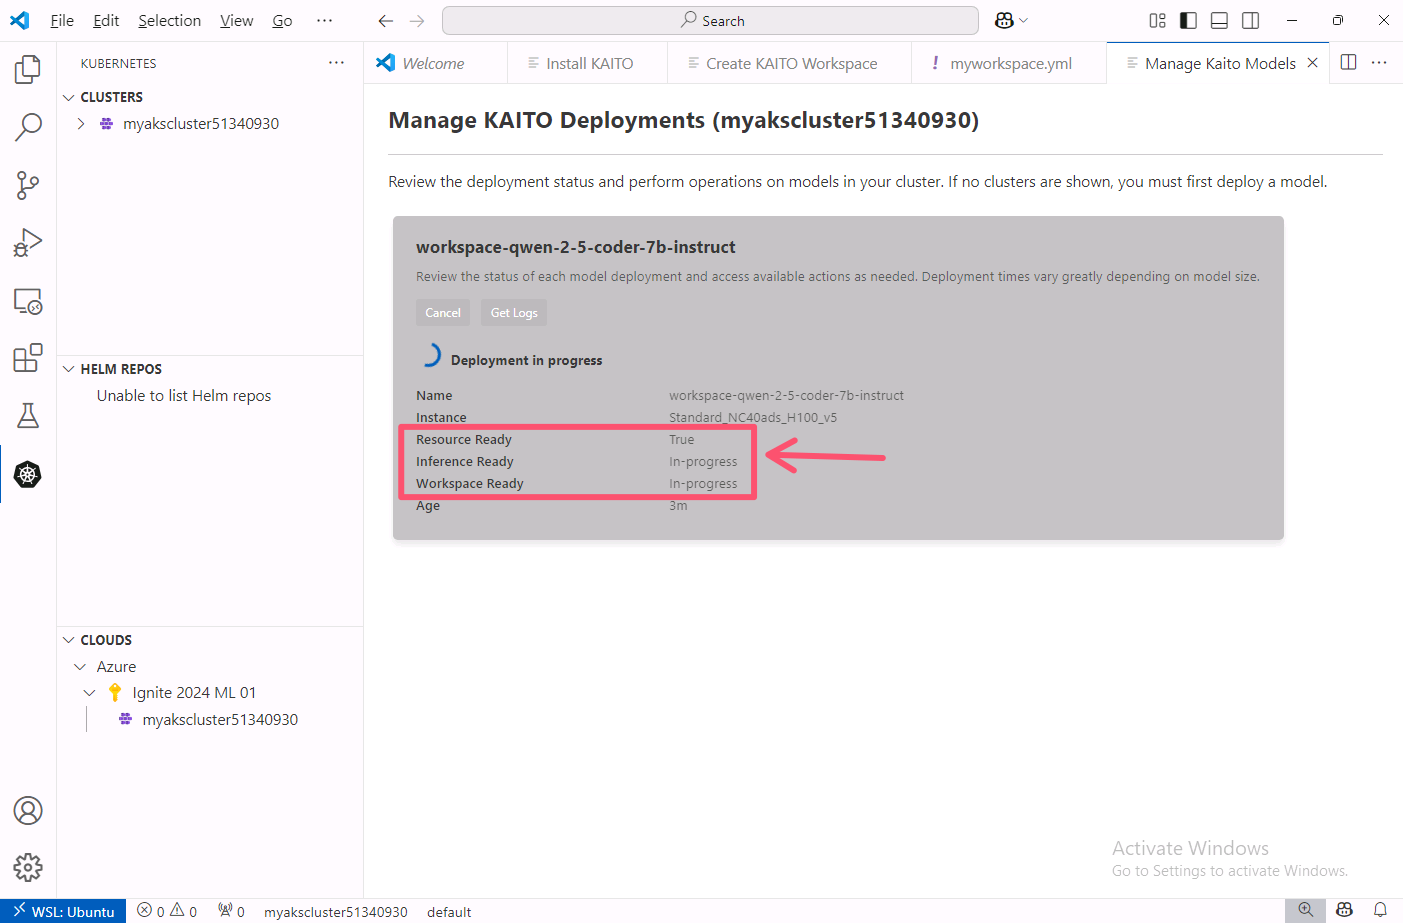 File Edit Selection View Go ··· Search
KUBERNETES ···
CLUSTERS
myakscluster51340930
HELM REPOS
Unable to list Helm repos
CLOUDS
Azure
Ignite 2024 ML 01
myakscluster51340930
Welcome Install KAITO Create KAITO Workspace ! myworkspace.yml Manage Kaito Models ···
Manage KAITO Deployments (myakscluster51340930)
Review the deployment status and perform operations on models in your cluster. If no clusters are shown, you must first deploy a model.
workspace-qwen-2-5-coder-7b-instruct
Review the status of each model deployment and access available actions as needed. Deployment times vary greatly depending on model size.
Cancel Get Logs
Deployment in progress
Name workspace-qwen-2-5-coder-7b-instruct
Instance Standard_NC40ads_H100_v5
Resource Ready True
Inference Ready In-progress
Workspace Ready In-progress
Age 3m
Activate Windows
Go to Settings to activate Windows.
WSL: Ubuntu 0 0 0 myakscluster51340930 default